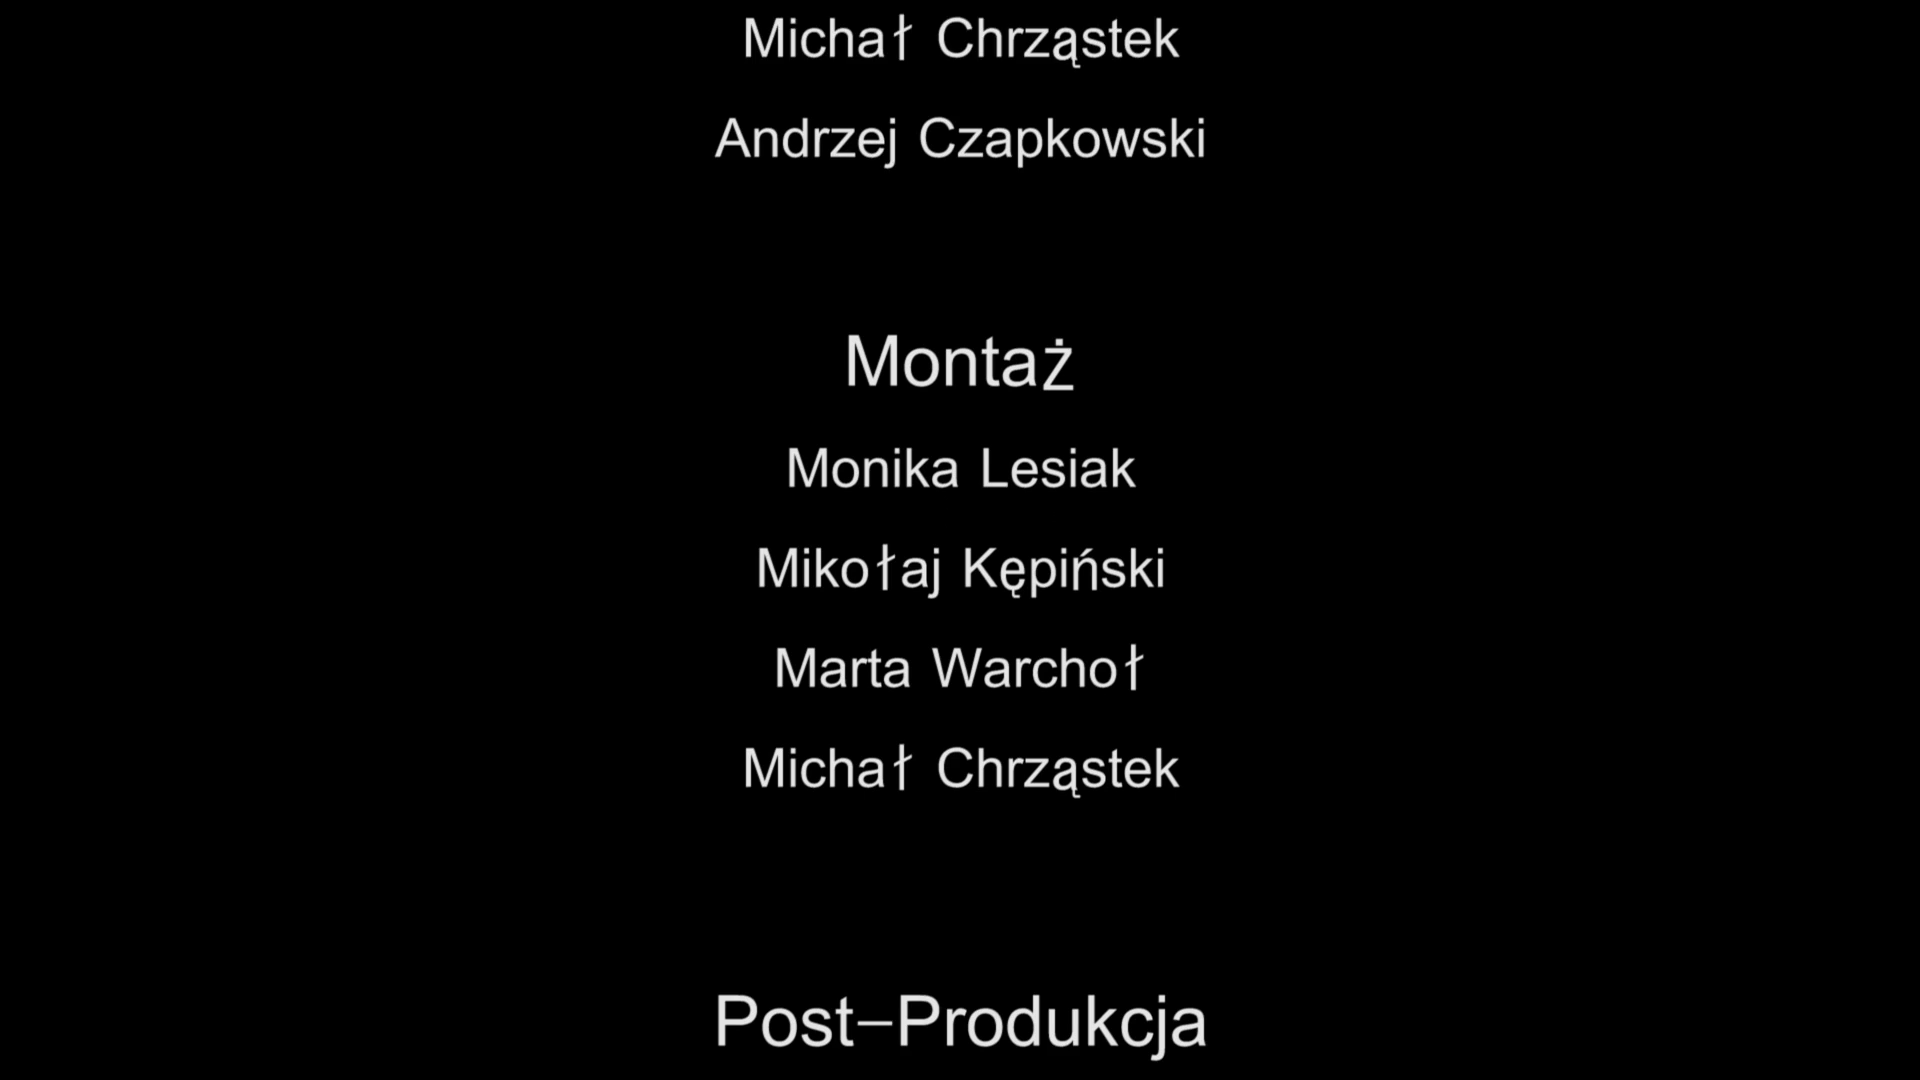 Michał Chrząstek
Andrzej Czapkowski
Montaż
Monika Lesiak
Mikołaj Kępiński
Marta Warchoł
Michał Chrząstek
Post-Produkcja